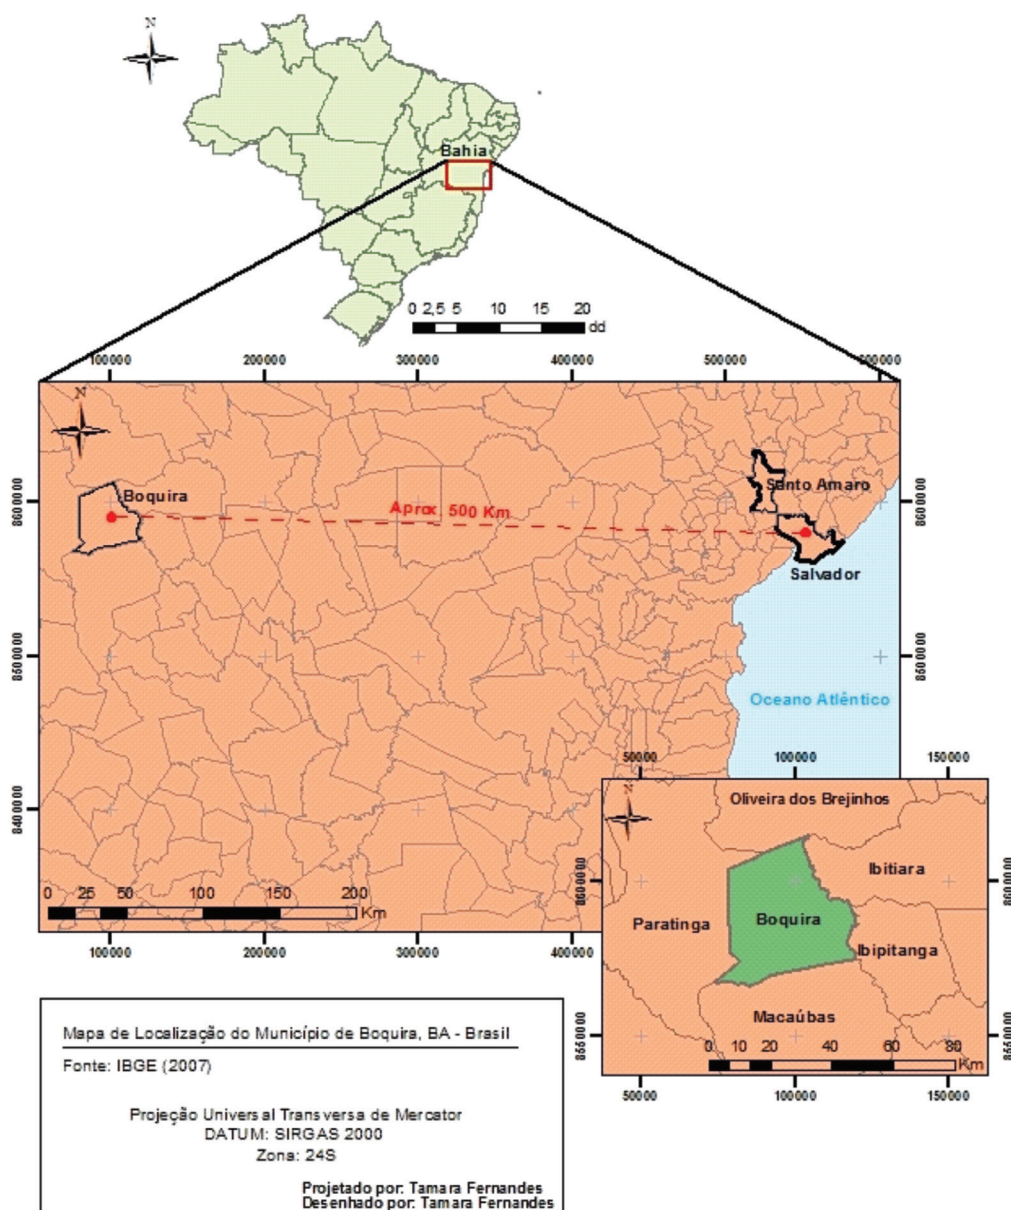 N
Bahia
0 2,5 5 10 15 20
dd
100000 200000 300000 400000 500000
N
Boquira
Santo Amaro
Aprox. 500 Km
Salvador
8600000
8600000
Oceano Atlêntico
50000 100000 150000
N
Oliveira dos Brejinhos
Ibitiara
Paratinga
Boquira
Ibipitanga
Macaúbas
0 10 20 40 60 80
Km
8600000
8600000
8550000
8550000
50000 100000 150000
0 25 50 100 150 200
Km
100000 200000 300000 400000
Mapa de Localização do Município de Boquira, BA - Brasil
Fonte: IBGE (2007)
Projeção Universal Transversa de Mercator
DATUM: SIRGAS 2000
Zona: 24S
Projetado por: Tamara Fernandes
Desenhado por: Tamara Fernandes